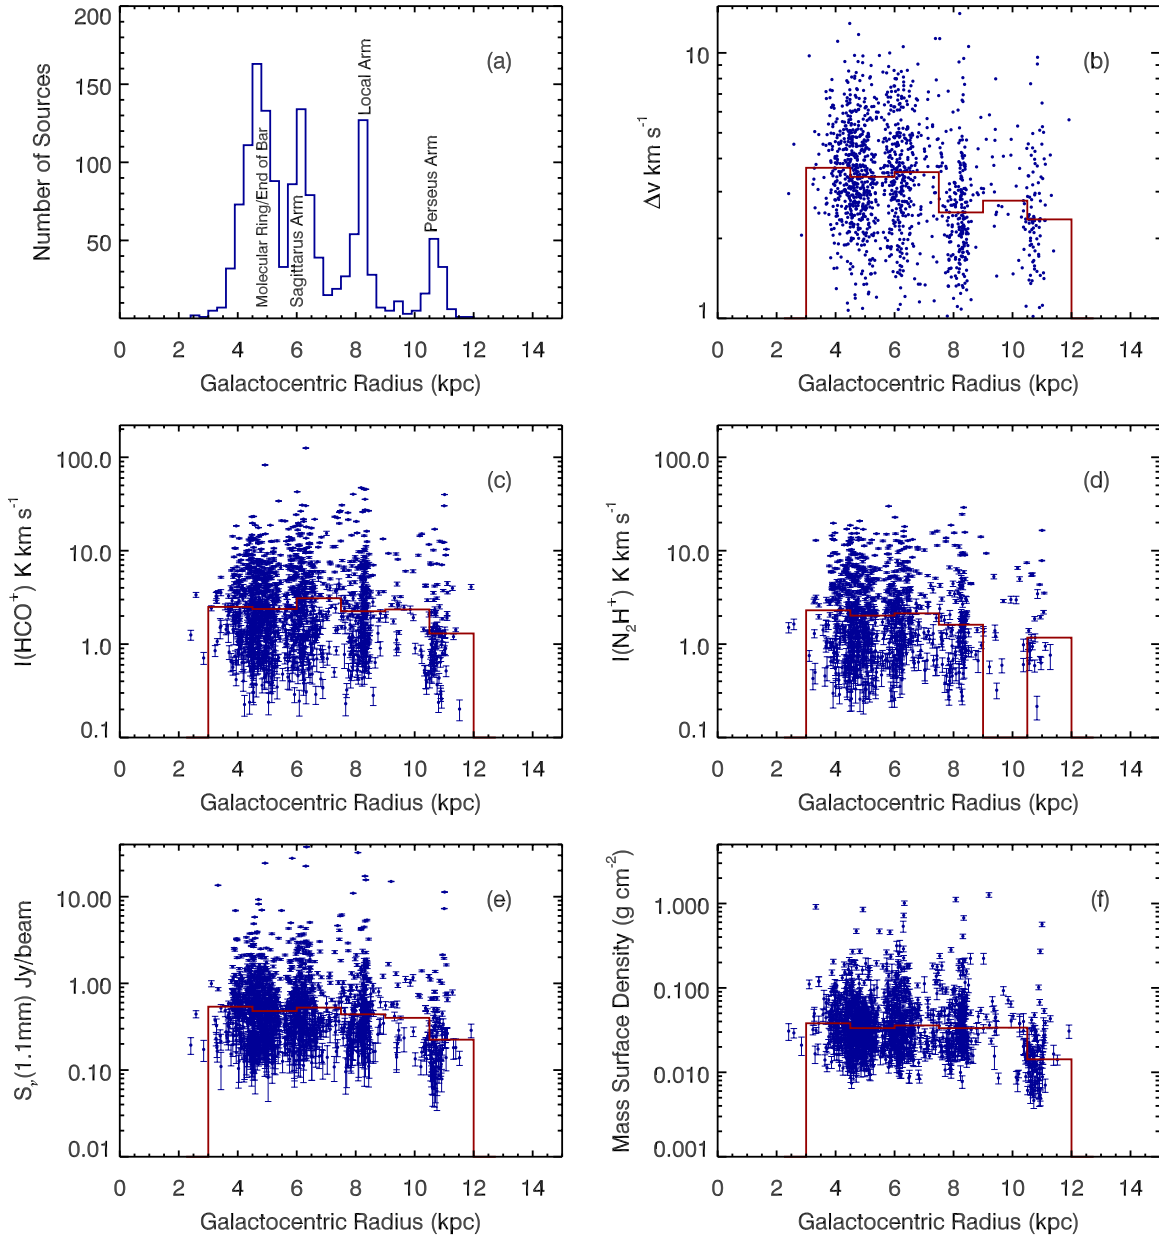 200
150
100
50
Number of Sources
(a)
Molecular Ring/End of Bar
Sagittarus Arm
Local Arm
Perseus Arm
0 2 4 6 8 10 12 14
Galactocentric Radius (kpc)
10
1
Δv km s⁻¹
(b)
0 2 4 6 8 10 12 14
Galactocentric Radius (kpc)
100.0
10.0
1.0
0.1
I(HCO⁺) K km s⁻¹
(c)
0 2 4 6 8 10 12 14
Galactocentric Radius (kpc)
100.0
10.0
1.0
0.1
I(N₂H⁺) K km s⁻¹
(d)
0 2 4 6 8 10 12 14
Galactocentric Radius (kpc)
10.00
1.00
0.10
0.01
Sᵥ(1.1mm) Jy/beam
(e)
0 2 4 6 8 10 12 14
Galactocentric Radius (kpc)
1.000
0.100
0.010
0.001
Mass Surface Density (g cm⁻²)
(f)
0 2 4 6 8 10 12 14
Galactocentric Radius (kpc)